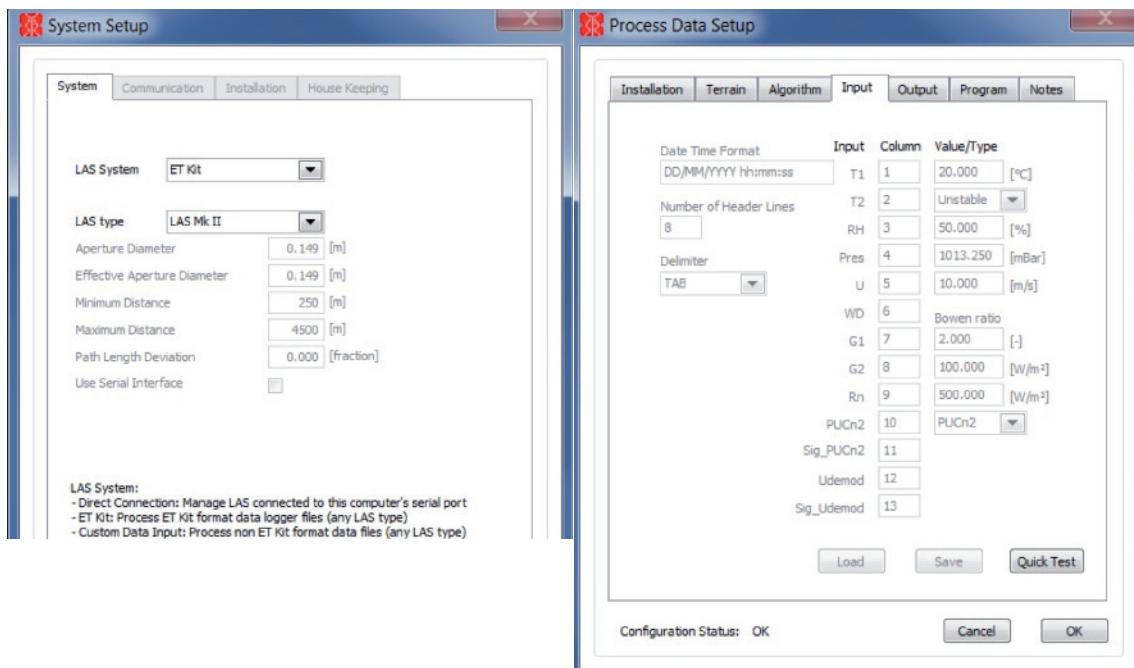 System Setup
System Communication Installation House Keeping
LAS System ET Kit
LAS type LAS Mk II
Aperture Diameter 0.149 [m]
Effective Aperture Diameter 0.149 [m]
Minimum Distance 250 [m]
Maximum Distance 4500 [m]
Path Length Deviation 0.000 [fraction]
Use Serial Interface
LAS System:
- Direct Connection: Manage LAS connected to this computer's serial port
- ET Kit: Process ET Kit format data logger files (any LAS type)
- Custom Data Input: Process non ET Kit format data files (any LAS type)
Process Data Setup
Installation Terrain Algorithm Input Output Program Notes
Date Time Format
DD/MM/YYYY hh:mm:ss
Number of Header Lines
8
Delimiter
TAB
Input Column Value/Type
T1 1 20.000 [ºC]
T2 2 Unstable
RH 3 50.000 [%]
Pres 4 1013.250 [mBar]
U 5 10.000 [m/s]
WD 6 Bowen ratio
G1 7 2.000 [-]
G2 8 100.000 [W/m²]
Rn 9 500.000 [W/m²]
PUCn2 10 PUCn2
Sig_PUCn2 11
Udemod 12
Sig_Udemod 13
Load Save Quick Test
Configuration Status: OK Cancel OK